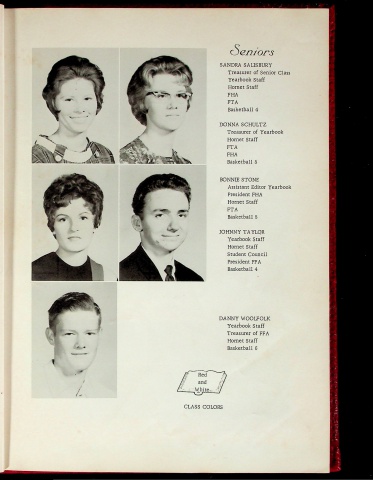 Seniors
SANDRA SALISBURY
Treasurer of Senior Class
Yearbook Staff
Hornet Staff
FHA
FTA
Basketball 4
DONNA SCHULTZ
Treasurer of Yearbook
Hornet Staff
FTA
FHA
Basketball 5
BONNIE STONE
Assistant Editor Yearbook
President FHA
Hornet Staff
FTA
Basketball 5
JOHNNY TAYLOR
Yearbook Staff
Hornet Staff
Student Council
President FFA
Basketball 4
DANNY WOOLFOLK
Yearbook Staff
Treasurer of FFA
Hornet Staff
Basketball 5
Red
and
White
CLASS COLORS